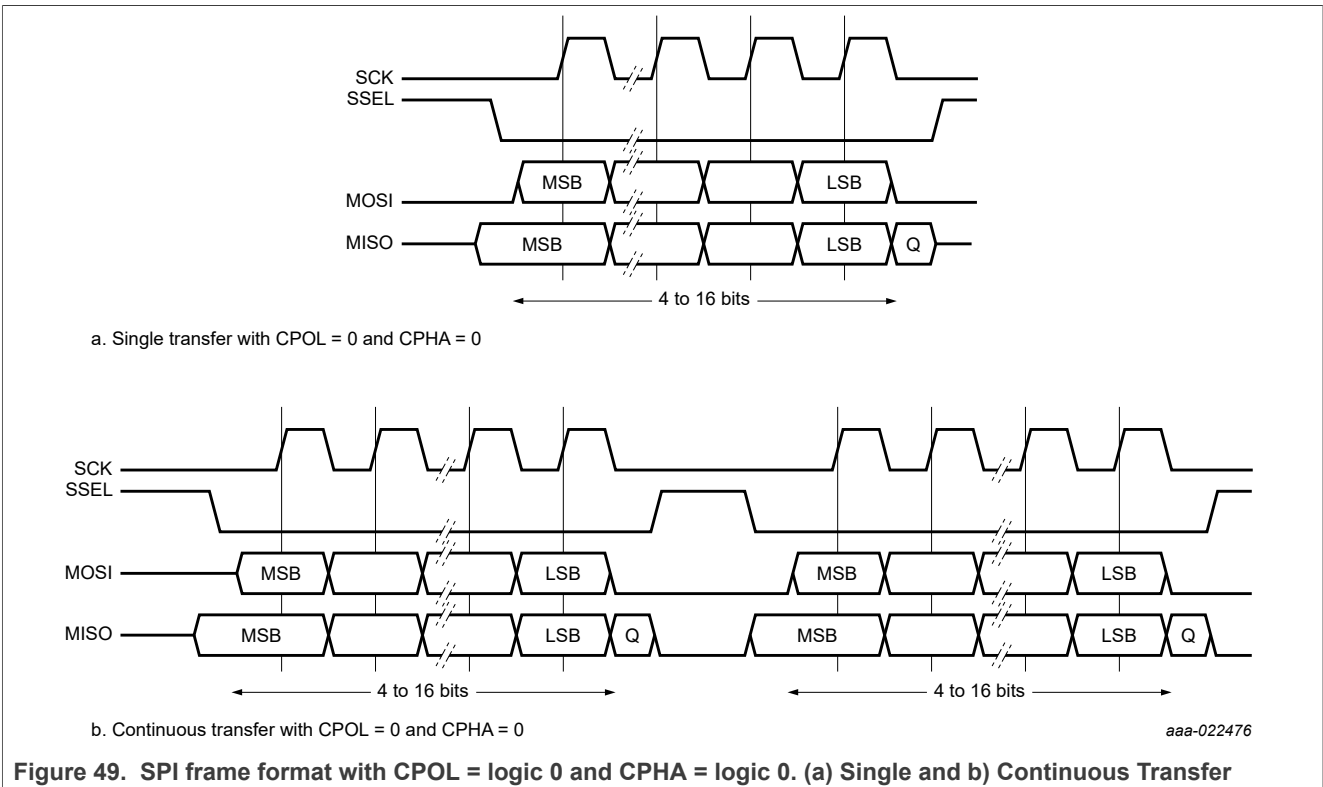 SCK
SSEL
MSB LSB
MOSI
MISO MSB LSB Q
4 to 16 bits
a. Single transfer with CPOL = 0 and CPHA = 0
SCK
SSEL
MOSI MSB LSB MSB LSB
MISO MSB LSB Q MSB LSB Q
4 to 16 bits 4 to 16 bits
b. Continuous transfer with CPOL = 0 and CPHA = 0 aaa-022476
Figure 49. SPI frame format with CPOL = logic 0 and CPHA = logic 0. (a) Single and b) Continuous Transfer